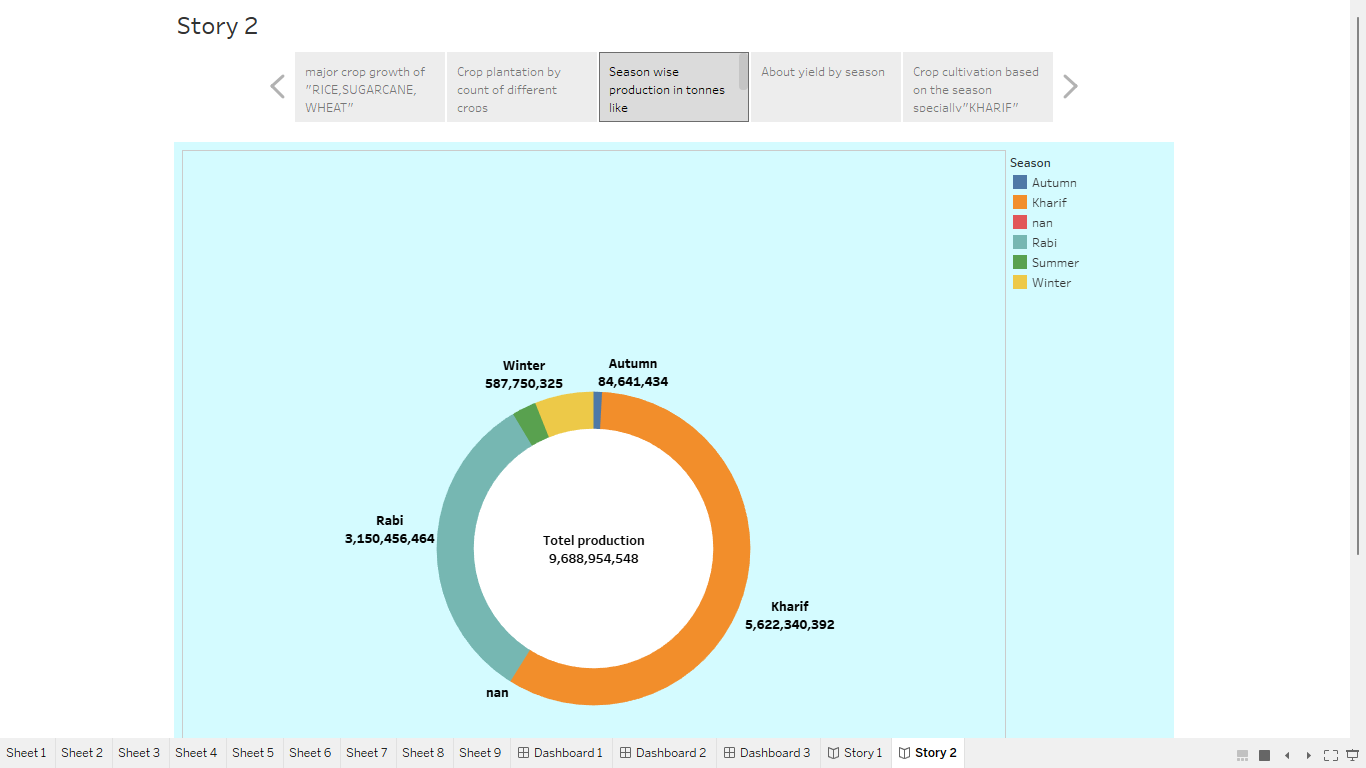 Story 2
major crop growth of
"RICE,SUGARCANE,
WHEAT"
Crop plantation by
count of different
crops
Season wise
production in tonnes
like
About yield by season
Crop cultivation based
on the season
specially"KHARIF"
Season
Autumn
Kharif
nan
Rabi
Summer
Winter
Winter
587,750,325
Autumn
84,641,434
Rabi
3,150,456,464
Totel production
9,688,954,548
Kharif
5,622,340,392
nan
Sheet 1
Sheet 2
Sheet 3
Sheet 4
Sheet 5
Sheet 6
Sheet 7
Sheet 8
Sheet 9
Dashboard 1
Dashboard 2
Dashboard 3
Story 1
Story 2